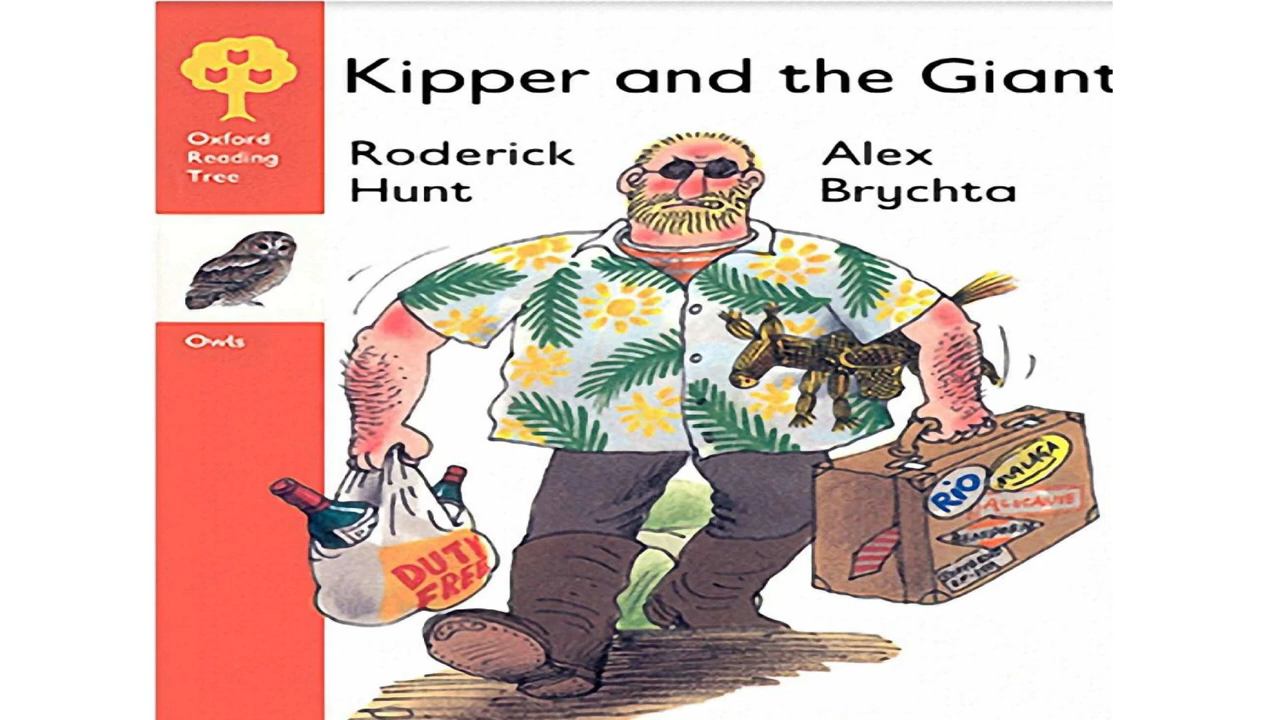 Kipper and the Giant
Oxford
Reading
Tree
Roderick
Hunt
Alex
Brychta
Owls
DUTY
FREE
RIO
MALAGA
ALICANTE